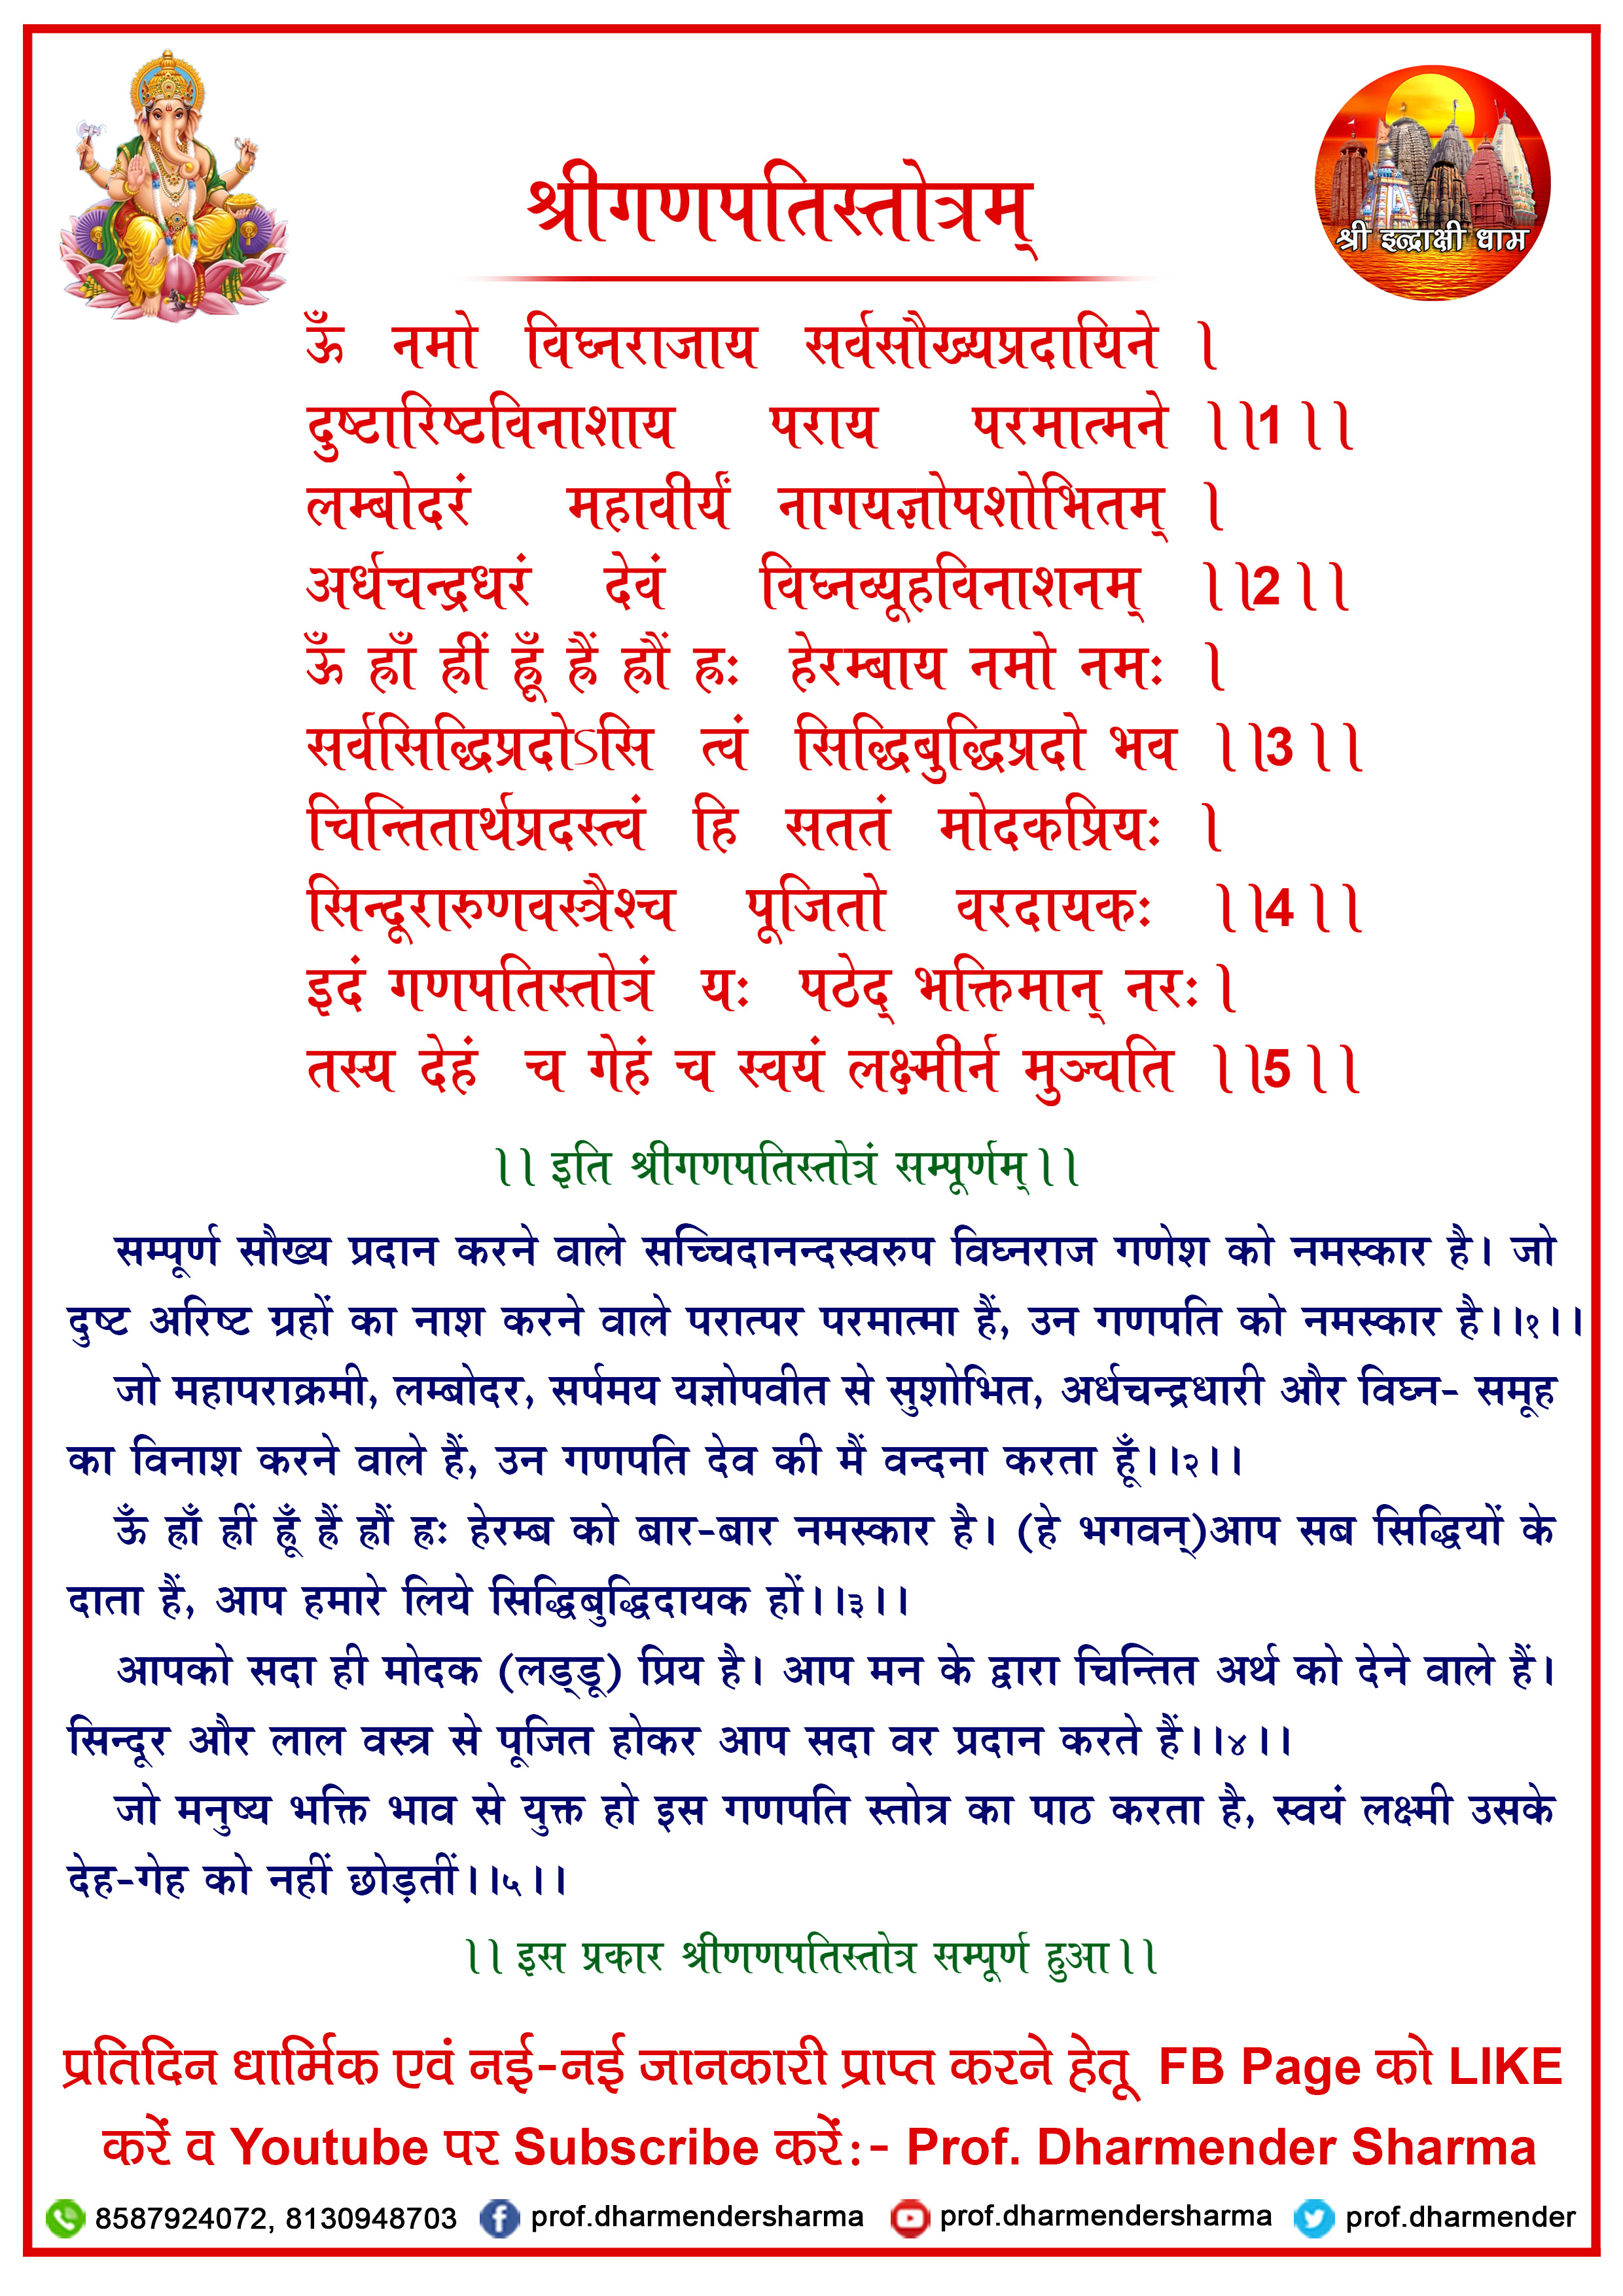 श्री इन्द्राक्षी धाम
श्रीगणपतिस्तोत्रम्
ऊँ नमो विघ्नराजाय सर्वसौख्यप्रदायिने ।
दुष्टारिष्टविनाशाय पराय परमात्मने ।।1।।
लम्बोदरं महावीर्यं नागयज्ञोपशोभितम् ।
अर्धचन्द्रधरं देवं विघ्नव्यूहविनाशनम् ।।2।।
ऊँ ह्राँ ह्रीं ह्रूँ ह्रैं ह्रौं ह्रः हेरम्बाय नमो नमः ।
सर्वसिद्धिप्रदोऽसि त्वं सिद्धिबुद्धिप्रदो भव ।।3।।
चिन्तितार्थप्रदस्त्वं हि सततं मोदकप्रियः ।
सिन्दूरारुणवस्त्रैश्च पूजितो वरदायकः ।।4।।
इदं गणपतिस्तोत्रं यः पठेद् भक्तिमान् नरः।
तस्य देहं च गेहं च स्वयं लक्ष्मीर्न मुञ्चति ।।5।।
।। इति श्रीगणपतिस्तोत्रं सम्पूर्णम्।।
सम्पूर्ण सौख्य प्रदान करने वाले सच्चिदानन्दस्वरुप विघ्नराज गणेश को नमस्कार है। जो
दुष्ट अरिष्ट ग्रहों का नाश करने वाले परात्पर परमात्मा हैं, उन गणपति को नमस्कार है।।१।।
जो महापराक्रमी, लम्बोदर, सर्पमय यज्ञोपवीत से सुशोभित, अर्धचन्द्रधारी और विघ्न- समूह
का विनाश करने वाले हैं, उन गणपति देव की मैं वन्दना करता हूँ।।२।।
ऊँ ह्राँ ह्रीं ह्रूँ ह्रैं ह्रौं ह्रः हेरम्ब को बार-बार नमस्कार है। (हे भगवन्)आप सब सिद्धियों के
दाता हैं, आप हमारे लिये सिद्धिबुद्धिदायक हों।।३।।
आपको सदा ही मोदक (लड्डू) प्रिय है। आप मन के द्वारा चिन्तित अर्थ को देने वाले हैं।
सिन्दूर और लाल वस्त्र से पूजित होकर आप सदा वर प्रदान करते हैं।।४।।
जो मनुष्य भक्ति भाव से युक्त हो इस गणपति स्तोत्र का पाठ करता है, स्वयं लक्ष्मी उसके
देह-गेह को नहीं छोड़तीं।।५।।
।। इस प्रकार श्रीणणपतिस्तोत्र सम्पूर्ण हुआ।।
प्रतिदिन धार्मिक एवं नई-नई जानकारी प्राप्त करने हेतू FB Page को LIKE
करें व Youtube पर Subscribe करें:- Prof. Dharmender Sharma
8587924072, 8130948703 prof.dharmendersharma prof.dharmendersharma prof.dharmender